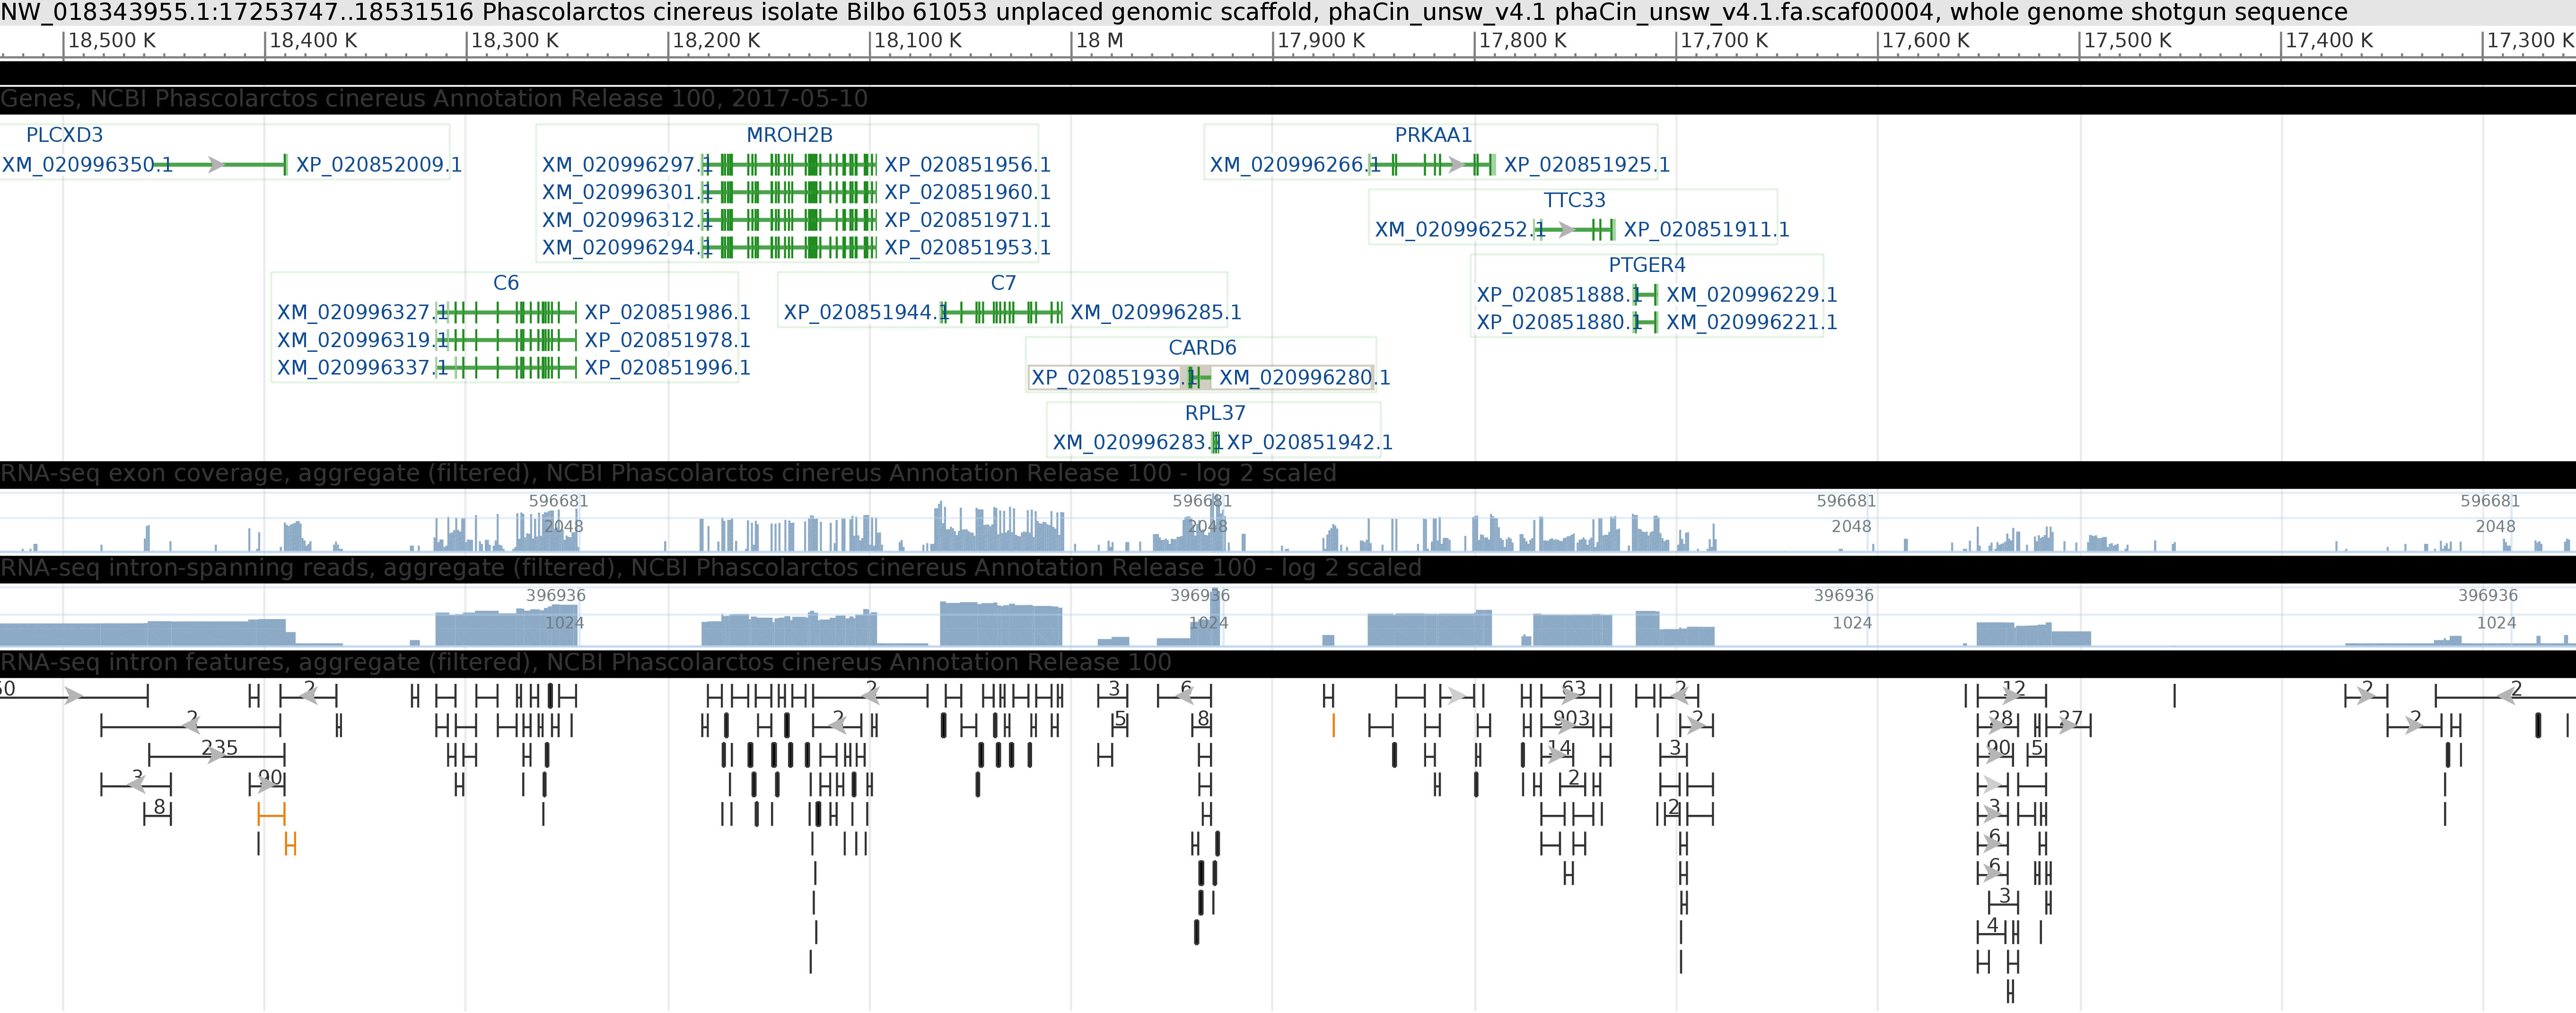 NW_018343955.1:17253747..18531516 Phascolarctos cinereus isolate Bilbo 61053 unplaced genomic scaffold, phaCin_unsw_v4.1 phaCin_unsw_v4.1.fa.scaf00004, whole genome shotgun sequence
18,500 K 18,400 K 18,300 K 18,200 K 18,100 K 18 M 17,900 K 17,800 K 17,700 K 17,600 K 17,500 K 17,400 K 17,300 K
Genes, NCBI Phascolarctos cinereus Annotation Release 100, 2017-05-10
PLCXD3 MROH2B PRKAA1
XM_020996350.1 XP_020852009.1 XM_020996297.1 XP_020851956.1 XM_020996266.1 XP_020851925.1
XM_020996301.1 XP_020851960.1 TTC33
XM_020996312.1 XP_020851971.1 XM_020996252.1 XP_020851911.1
XM_020996294.1 XP_020851953.1
PTGER4
C6 C7
XP_020851888.1 XM_020996229.1
XM_020996327.1 XP_020851986.1 XP_020851944.1 XM_020996285.1
XP_020851880.1 XM_020996221.1
XM_020996319.1 XP_020851978.1 CARD6
XM_020996337.1 XP_020851996.1 XP_020851939.1 XM_020996280.1
RPL37
XM_020996283.1 XP_020851942.1
RNA-seq exon coverage, aggregate (filtered), NCBI Phascolarctos cinereus Annotation Release 100 - log 2 scaled
596681 596681 596681 596681
2048 2048 2048 2048
RNA-seq intron-spanning reads, aggregate (filtered), NCBI Phascolarctos cinereus Annotation Release 100 - log 2 scaled
396936 396936 396936 396936
1024 1024 1024 1024
RNA-seq intron features, aggregate (filtered), NCBI Phascolarctos cinereus Annotation Release 100
50 2 2 3 6 63 2 12 2 2
2 2 5 8 903 2 28 27 2
235 14 3 90 5
3 90 2
8 2 3
6
6
3
4